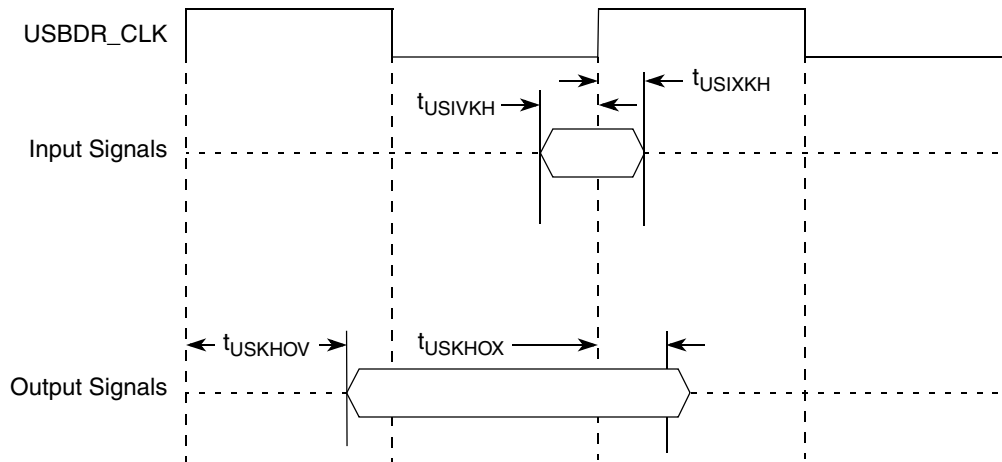 USBDR_CLK
tUSIXKH
tUSIVKH
Input Signals
tUSKHOV
tUSKHOX
Output Signals